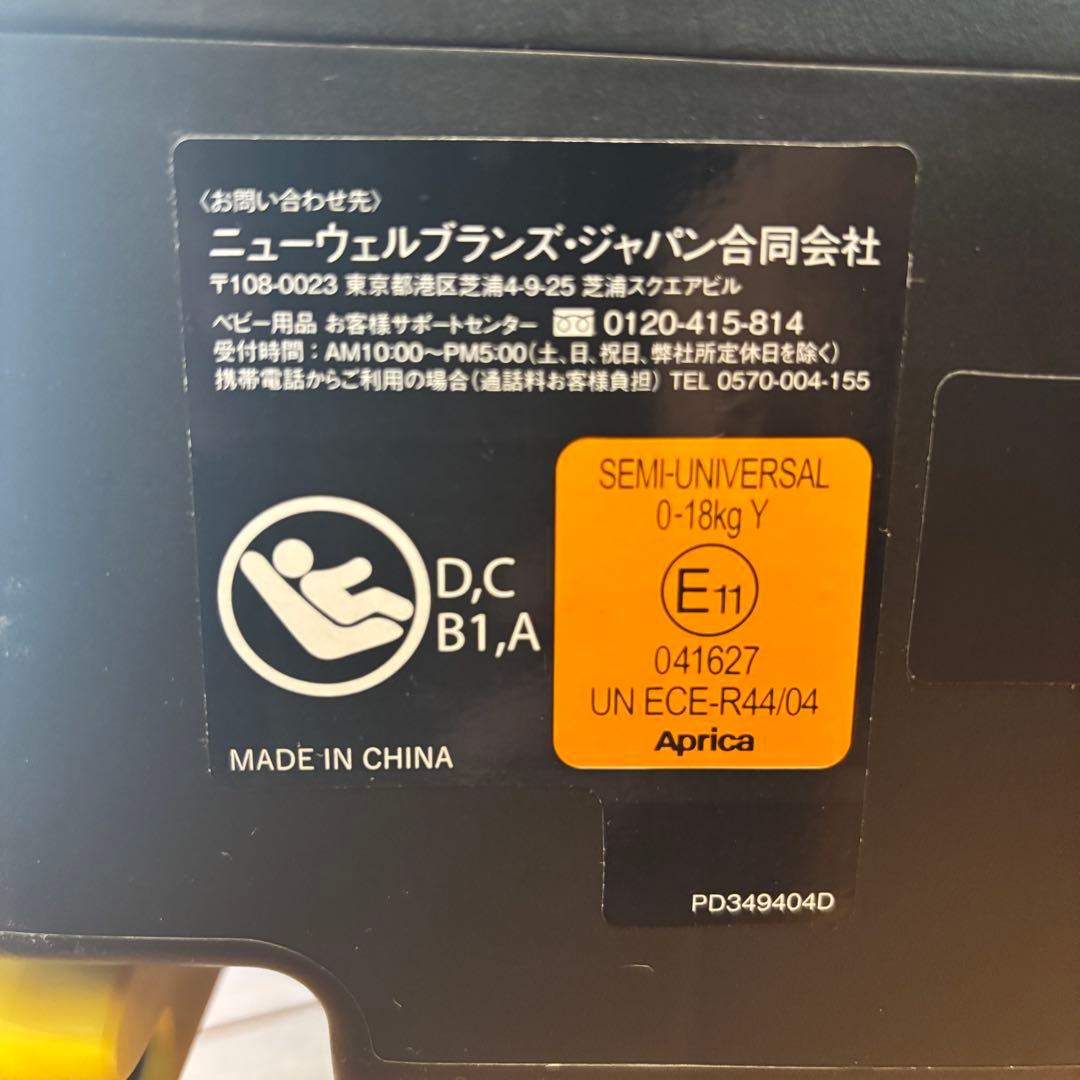 〈お問い合わせ先〉
ニューウェルブランズ・ジャパン合同会社
〒108-0023 東京都港区芝浦4-9-25 芝浦スクエアビル
ベビー用品 お客様サポートセンター 0120-415-814
受付時間：AM10:00～PM5:00（土、日、祝日、弊社所定休日を除く）
携帯電話からご利用の場合（通話料お客様負担） TEL 0570-004-155
D,C
B1,A
SEMI-UNIVERSAL
0-18kg Y
E11
041627
UN ECE-R44/04
Aprica
MADE IN CHINA
PD349404D